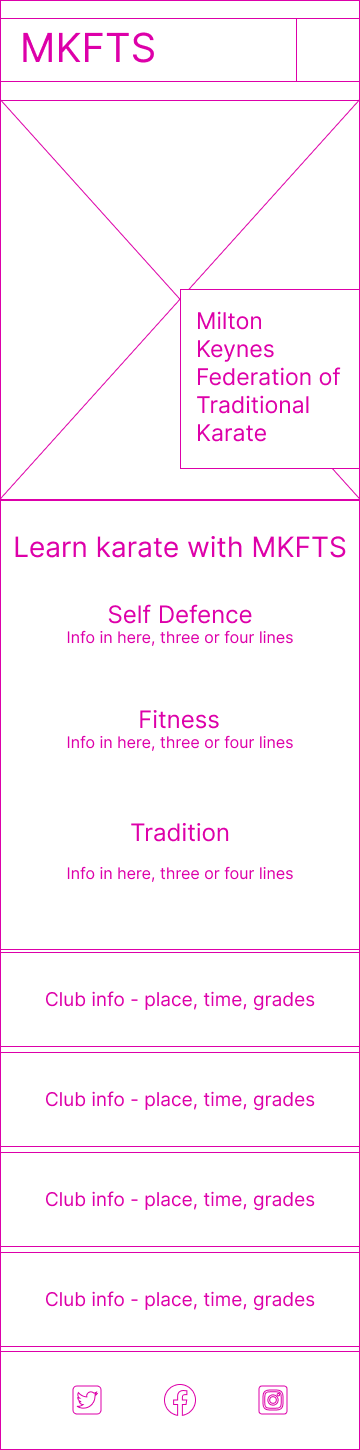 MKFTS
Milton
Keynes
Federation of
Traditional
Karate
Learn karate with MKFTS
Self Defence
Info in here, three or four lines
Fitness
Info in here, three or four lines
Tradition
Info in here, three or four lines
Club info - place, time, grades
Club info - place, time, grades
Club info - place, time, grades
Club info - place, time, grades